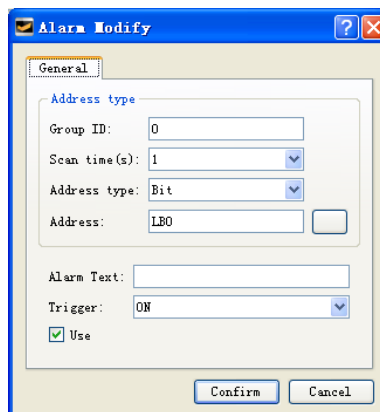 Alarm Modify
General
Address type
Group ID: 0
Scan time(s): 1
Address type: Bit
Address: LB0
Alarm Text:
Trigger: ON
Use
Confirm Cancel